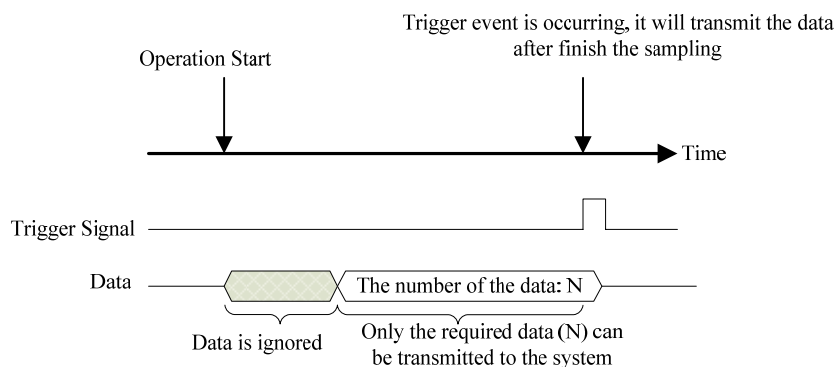 Trigger event is occurring, it will transmit the data
after finish the sampling
Operation Start
Time
Trigger Signal
Data
The number of the data: N
Data is ignored
Only the required data (N) can
be transmitted to the system